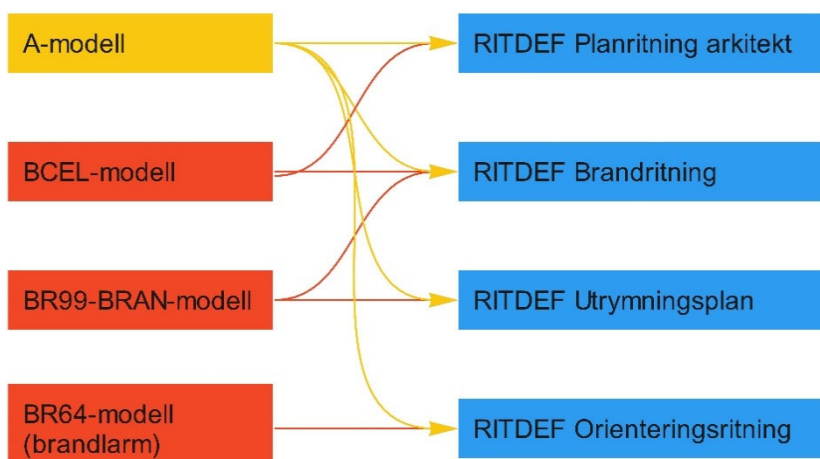 A-modell
RITDEF Planritning arkitekt
BCEL-modell
RITDEF Brandritning
BR99-BRAN-modell
RITDEF Utrymningsplan
BR64-modell
(brandlarm)
RITDEF Orienteringsritning